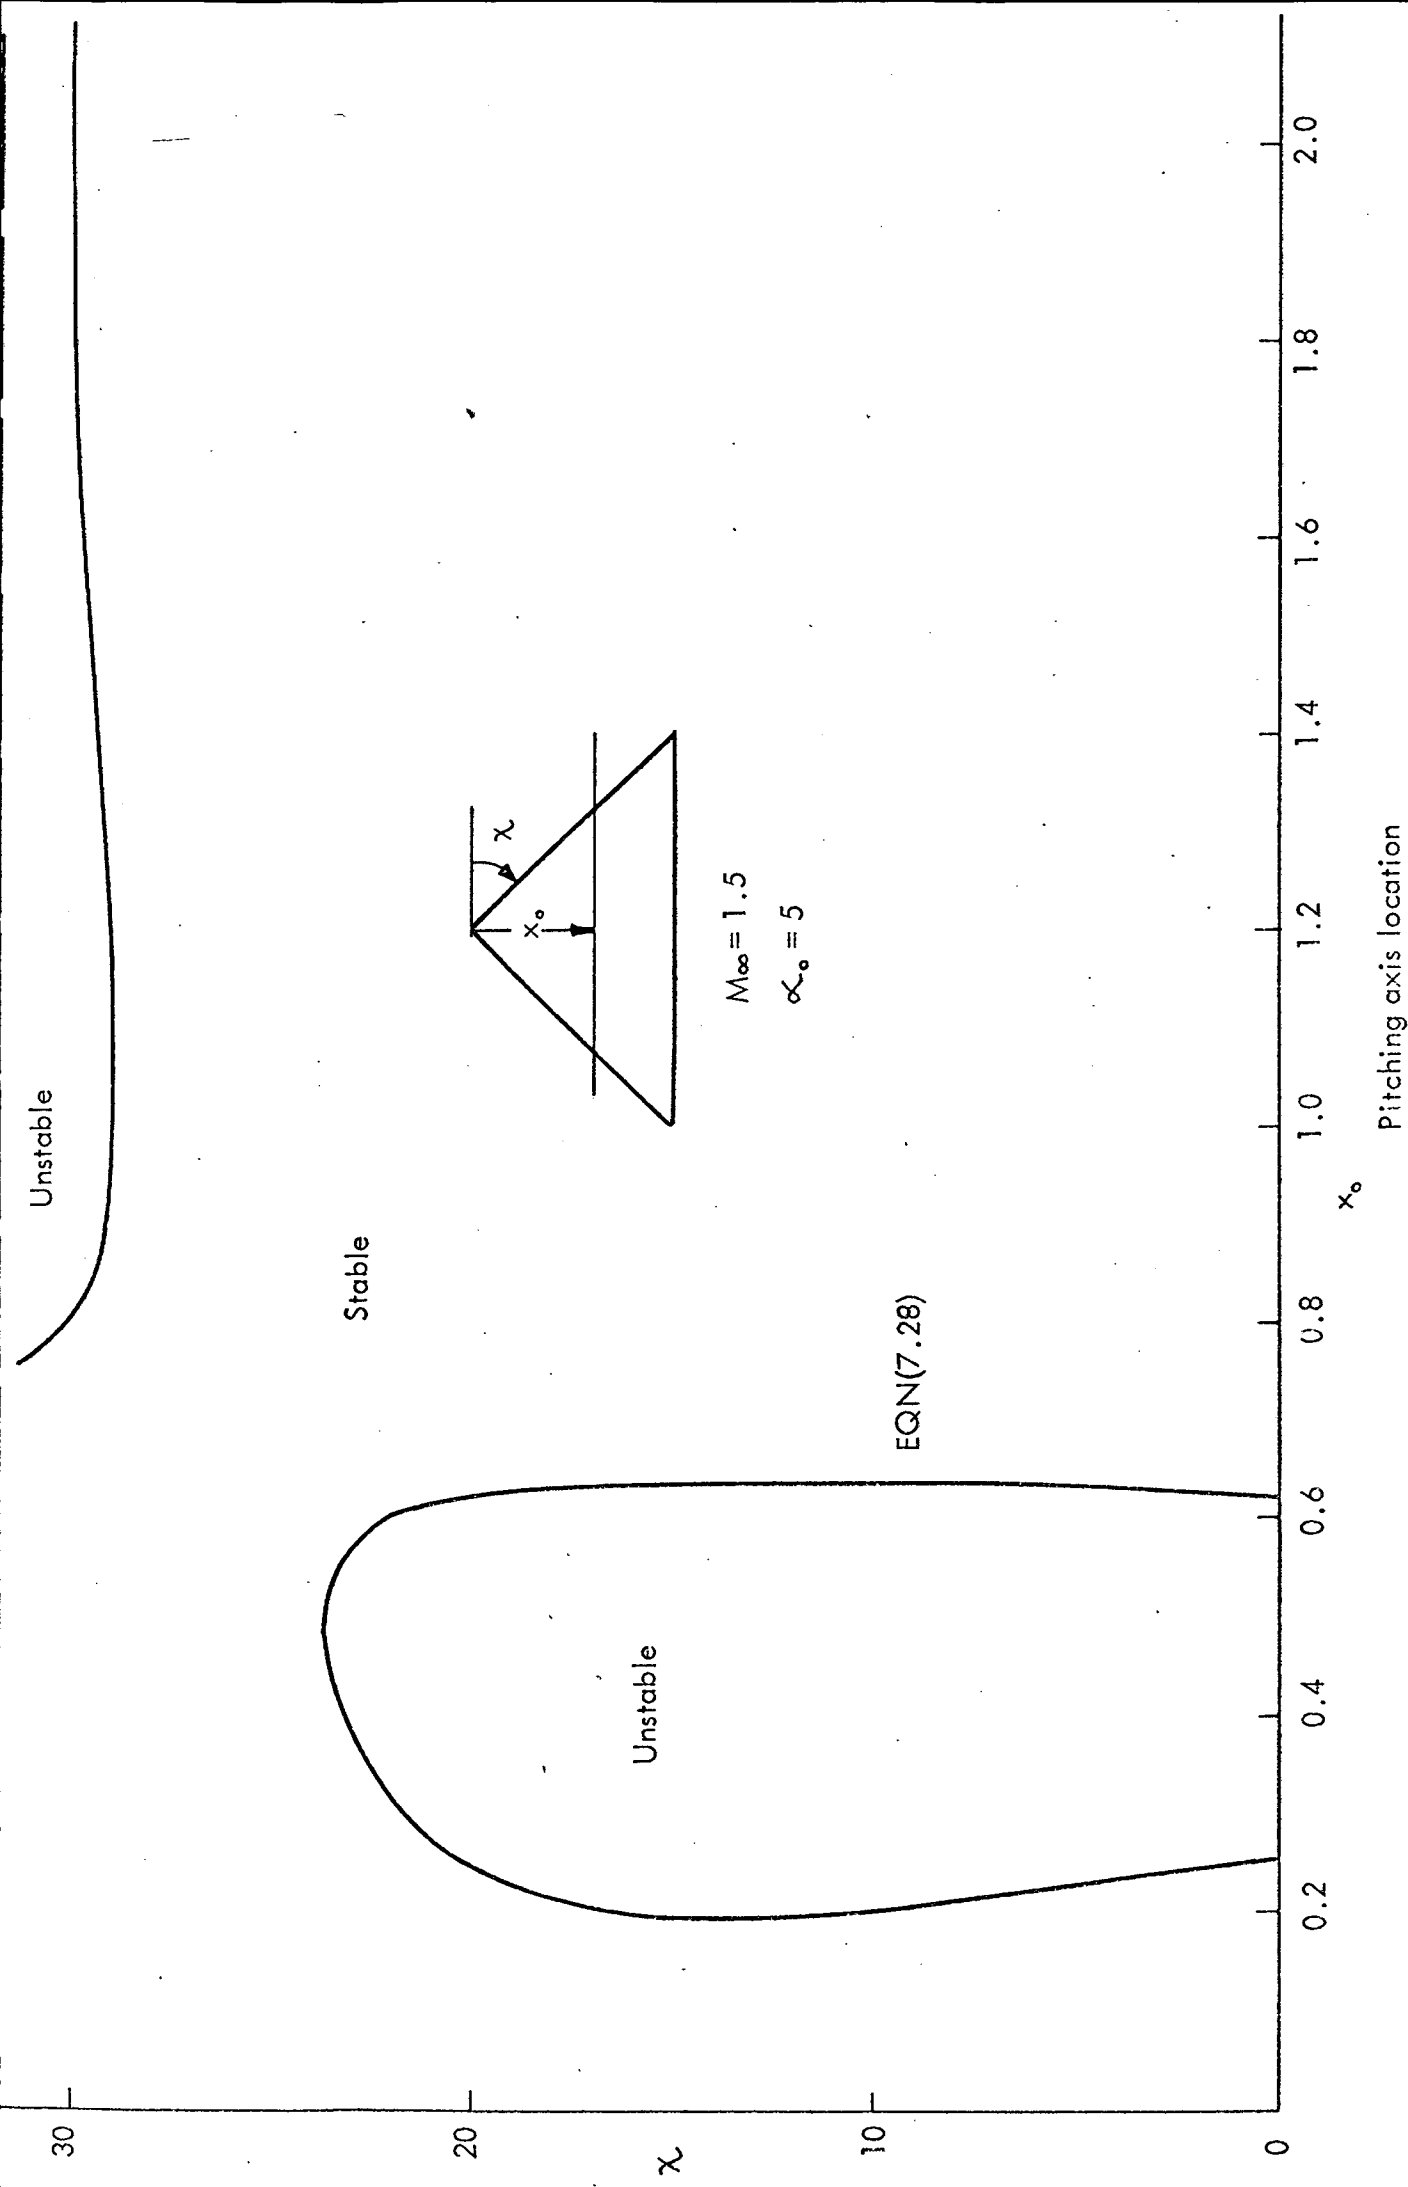 30
Unstable
Stable
20
χ
x₀
χ
M∞=1.5
α₀=5
Unstable
EQN(7.28)
10
0
0.2
0.4
0.6
0.8
1.0
1.2
1.4
1.6
1.8
2.0
x₀
Pitching axis location